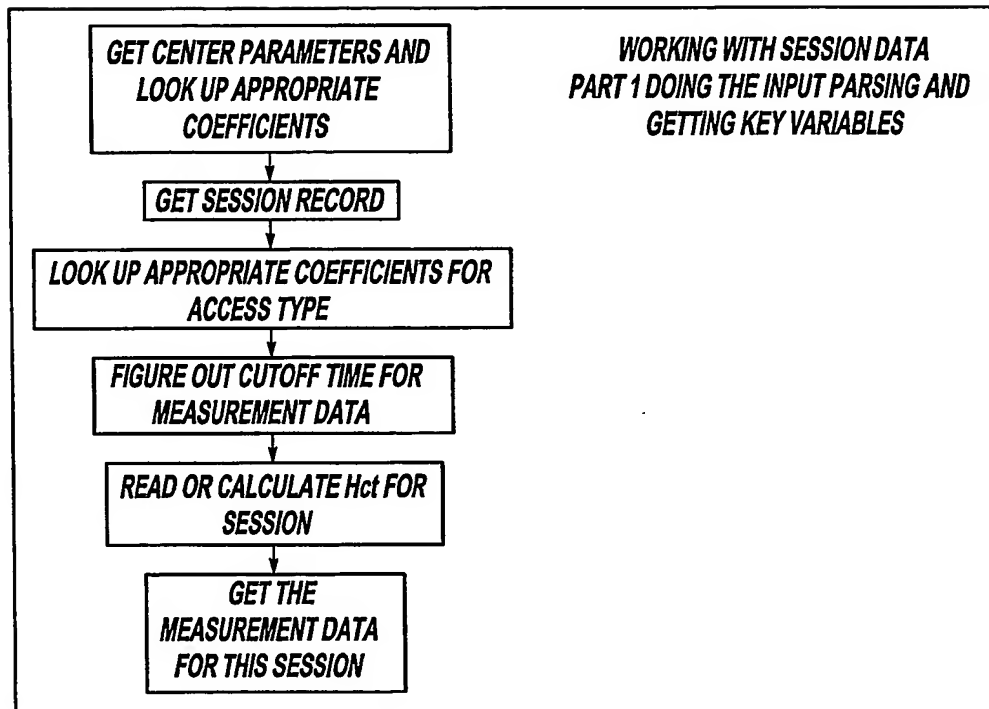 GET CENTER PARAMETERS AND
LOOK UP APPROPRIATE
COEFFICIENTS
WORKING WITH SESSION DATA
PART 1 DOING THE INPUT PARSING AND
GETTING KEY VARIABLES
GET SESSION RECORD
LOOK UP APPROPRIATE COEFFICIENTS FOR
ACCESS TYPE
FIGURE OUT CUTOFF TIME FOR
MEASUREMENT DATA
READ OR CALCULATE Hct FOR
SESSION
GET THE
MEASUREMENT DATA
FOR THIS SESSION